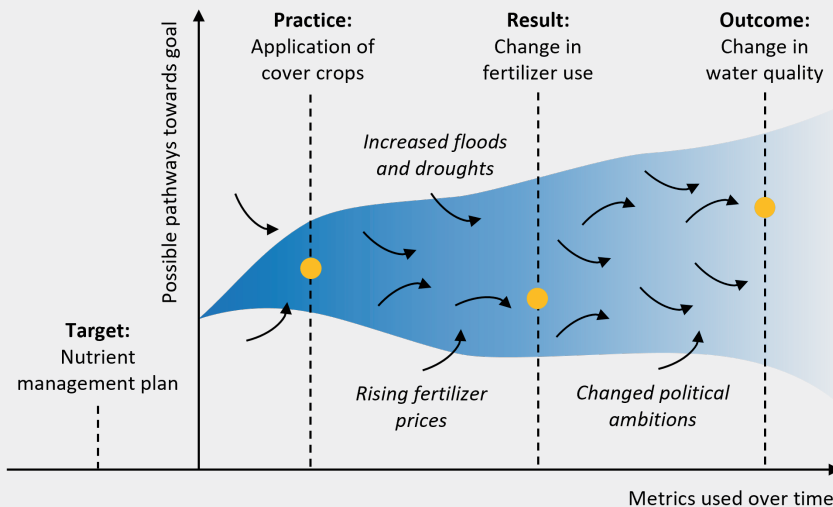 Practice:
Application of
cover crops
Result:
Change in
fertilizer use
Outcome:
Change in
water quality
Possible pathways towards goal
Increased floods
and droughts
Target:
Nutrient
management plan
Rising fertilizer
prices
Changed political
ambitions
Metrics used over time